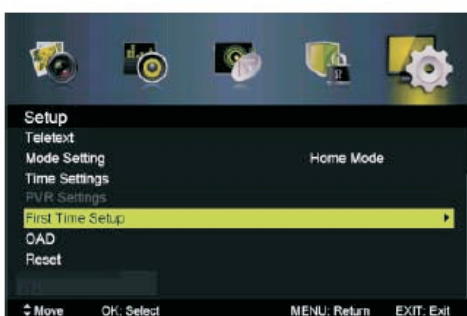 Setup
Teletext
Mode Setting Home Mode
Time Settings
PVR Settings
First Time Setup
OAD
Reset
Move OK: Select MENU: Return EXIT: Exit